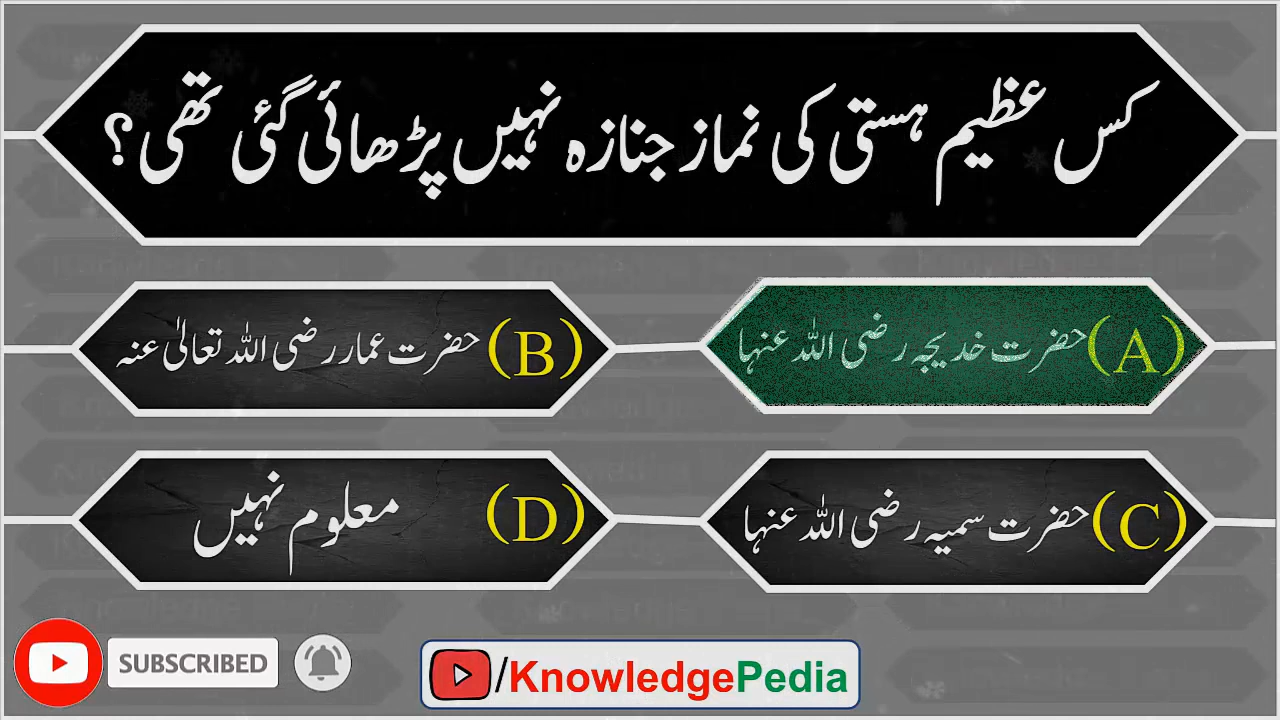 کس عظیم ہستی کی نماز جنازہ نہیں پڑھائی گئی تھی؟
(A) حضرت خدیجہ رضی اللہ عنہا
(B) حضرت عمار رضی اللہ تعالیٰ عنہ
(C) حضرت سمیہ رضی اللہ عنہا
(D) معلوم نہیں
SUBSCRIBED
/KnowledgePedia